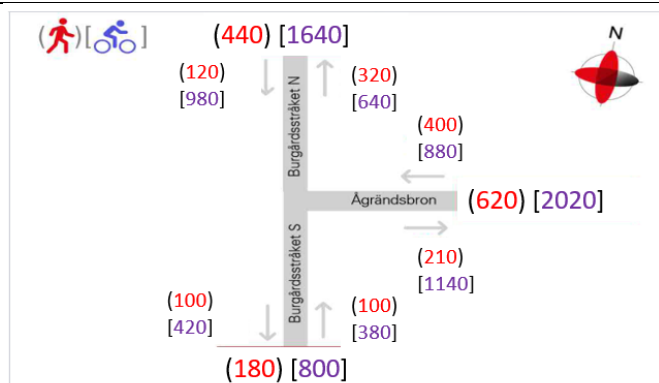 ( )[ ] (440) [1640]
N
(120)
[980]
(320)
[640]
Burgårdsstråket N
(400)
[880]
Ågrändsbron
(620) [2020]
(210)
[1140]
Burgårdsstråket S
(100)
[420]
(100)
[380]
(180) [800]